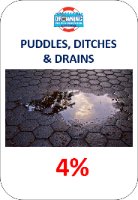 PUDDLES, DITCHES
& DRAINS
4%